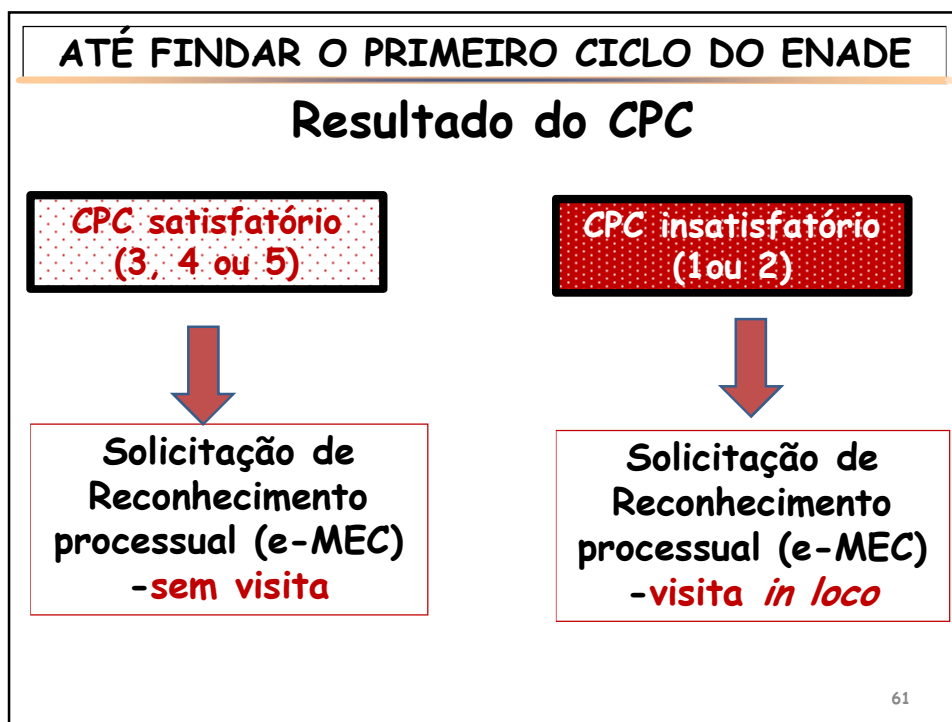 ATÉ FINDAR O PRIMEIRO CICLO DO ENADE
Resultado do CPC
CPC satisfatório
(3, 4 ou 5)
CPC insatisfatório
(1ou 2)
Solicitação de
Reconhecimento
processual (e-MEC)
-sem visita
Solicitação de
Reconhecimento
processual (e-MEC)
-visita in loco
61